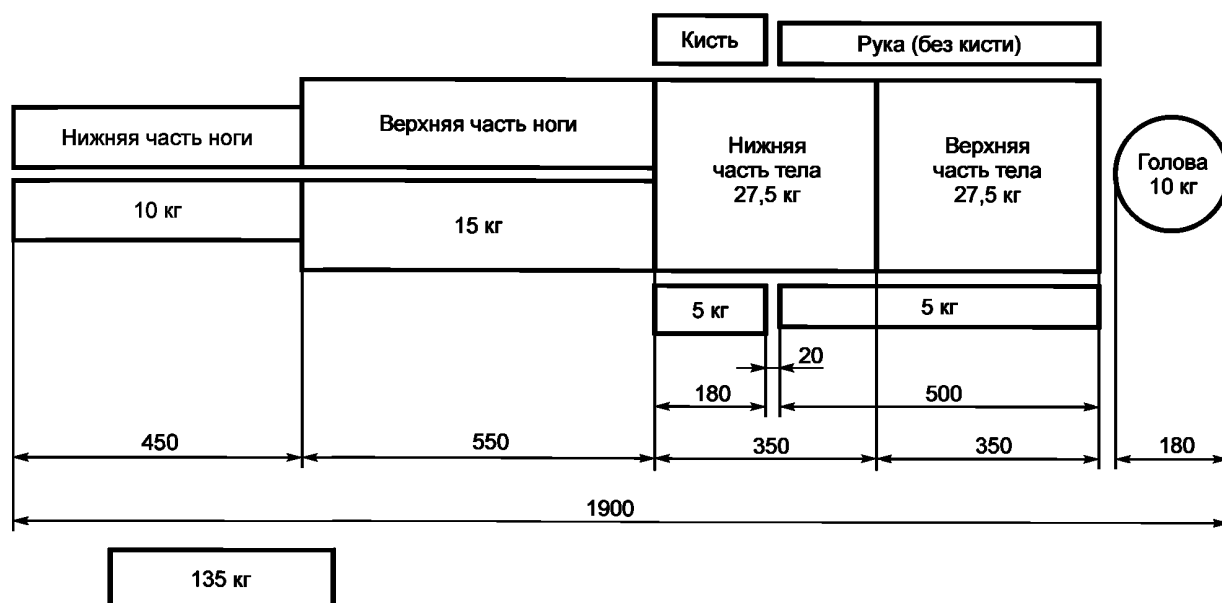 Кисть
Рука (без кисти)
Нижняя часть ноги
Верхняя часть ноги
Нижняя
часть тела
27,5 кг
Верхняя
часть тела
27,5 кг
Голова
10 кг
10 кг
15 кг
5 кг
5 кг
20
180
500
450
550
350
350
180
1900
135 кг